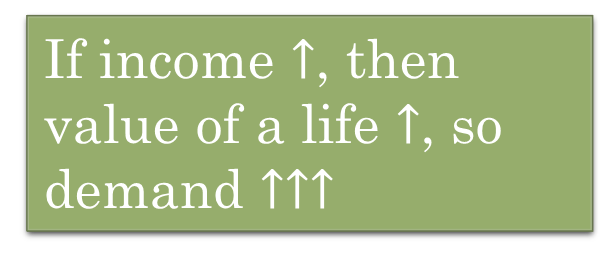 If income ↑, then
value of a life ↑, so
demand ↑↑↑